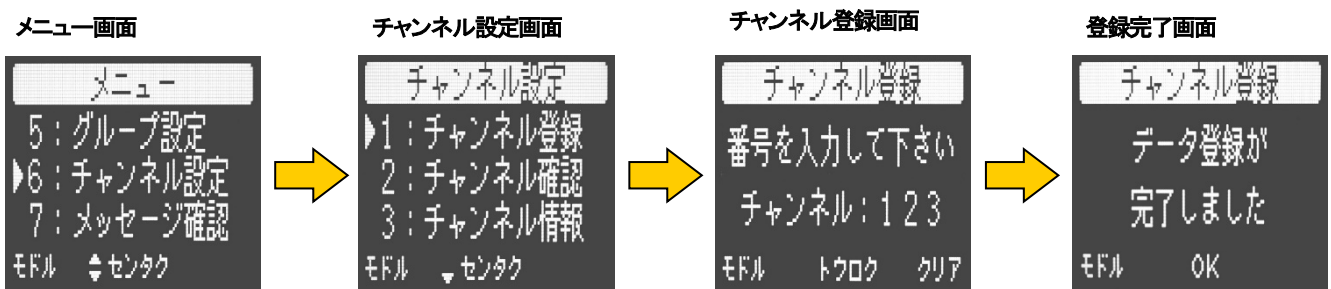 メニュー画面
メニュー
5:グループ設定
6:チャンネル設定
7:メッセージ確認
モドル センタク
チャンネル設定画面
チャンネル設定
1:チャンネル登録
2:チャンネル確認
3:チャンネル情報
モドル センタク
チャンネル登録画面
チャンネル登録
番号を入力して下さい
チャンネル:123
モドル トウロク クリア
登録完了画面
チャンネル登録
データ登録が
完了しました
モドル OK